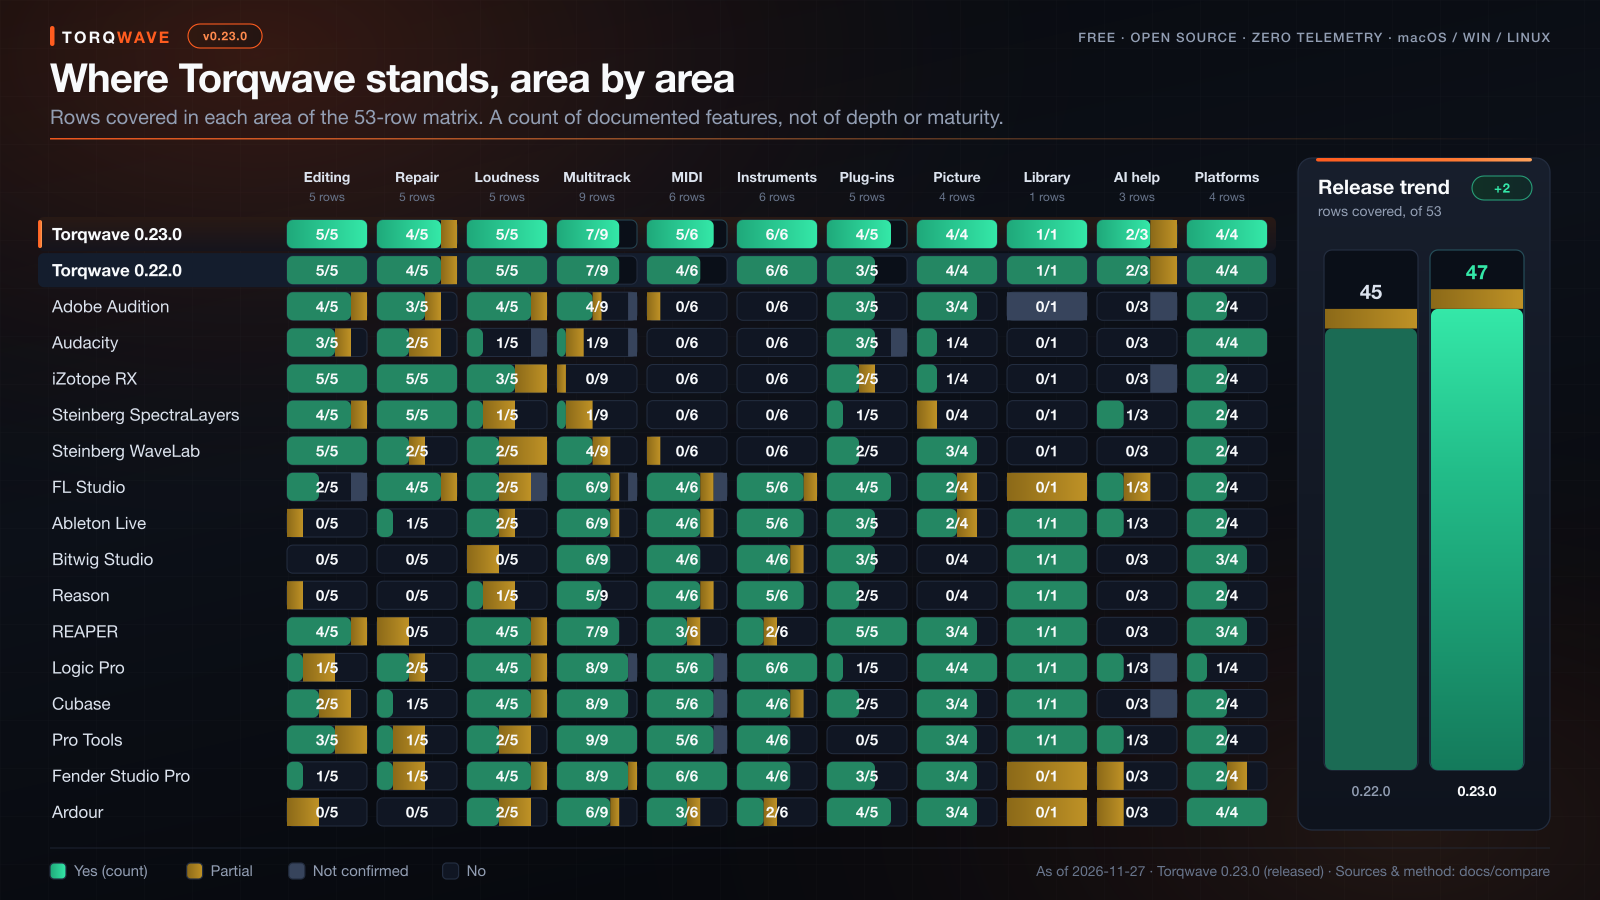 TORQWAVE v0.23.0 FREE · OPEN SOURCE · ZERO TELEMETRY · macOS / WIN / LINUX
Where Torqwave stands, area by area
Rows covered in each area of the 53-row matrix. A count of documented features, not of depth or maturity.
Editing Repair Loudness Multitrack MIDI Instruments Plug-ins Picture Library AI help Platforms
5 rows 5 rows 5 rows 9 rows 6 rows 6 rows 5 rows 4 rows 1 rows 3 rows 4 rows
Torqwave 0.23.0 5/5 4/5 5/5 7/9 5/6 6/6 4/5 4/4 1/1 2/3 4/4
Torqwave 0.22.0 5/5 4/5 5/5 7/9 4/6 6/6 3/5 4/4 1/1 2/3 4/4
Adobe Audition 4/5 3/5 4/5 4/9 0/6 0/6 3/5 3/4 0/1 0/3 2/4
Audacity 3/5 2/5 1/5 1/9 0/6 0/6 3/5 1/4 0/1 0/3 4/4
iZotope RX 5/5 5/5 3/5 0/9 0/6 0/6 2/5 1/4 0/1 0/3 2/4
Steinberg SpectraLayers 4/5 5/5 1/5 1/9 0/6 0/6 1/5 0/4 0/1 1/3 2/4
Steinberg WaveLab 5/5 2/5 2/5 4/9 0/6 0/6 2/5 3/4 0/1 0/3 2/4
FL Studio 2/5 4/5 2/5 6/9 4/6 5/6 4/5 2/4 0/1 1/3 2/4
Ableton Live 0/5 1/5 2/5 6/9 4/6 5/6 3/5 2/4 1/1 1/3 2/4
Bitwig Studio 0/5 0/5 0/5 6/9 4/6 4/6 3/5 0/4 1/1 0/3 3/4
Reason 0/5 0/5 1/5 5/9 4/6 5/6 2/5 0/4 1/1 0/3 2/4
REAPER 4/5 0/5 4/5 7/9 3/6 2/6 5/5 3/4 1/1 0/3 3/4
Logic Pro 1/5 2/5 4/5 8/9 5/6 6/6 1/5 4/4 1/1 1/3 1/4
Cubase 2/5 1/5 4/5 8/9 5/6 4/6 2/5 3/4 1/1 0/3 2/4
Pro Tools 3/5 1/5 2/5 9/9 5/6 4/6 0/5 3/4 1/1 1/3 2/4
Fender Studio Pro 1/5 1/5 4/5 8/9 6/6 4/6 3/5 3/4 0/1 0/3 2/4
Ardour 0/5 0/5 2/5 6/9 3/6 2/6 4/5 3/4 0/1 0/3 4/4
Release trend +2
rows covered, of 53
45 47
0.22.0 0.23.0
Yes (count) Partial Not confirmed No
As of 2026-11-27 · Torqwave 0.23.0 (released) · Sources & method: docs/compare